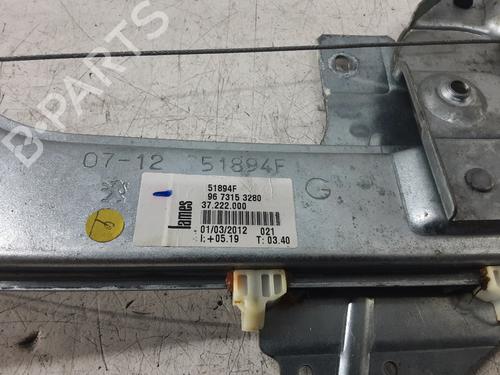 B-PARTS
07-12 51894F
G
51894F
96 7315 3280
37.222.000
lames
01/03/2012 021
I:+05.19 T: 03.40